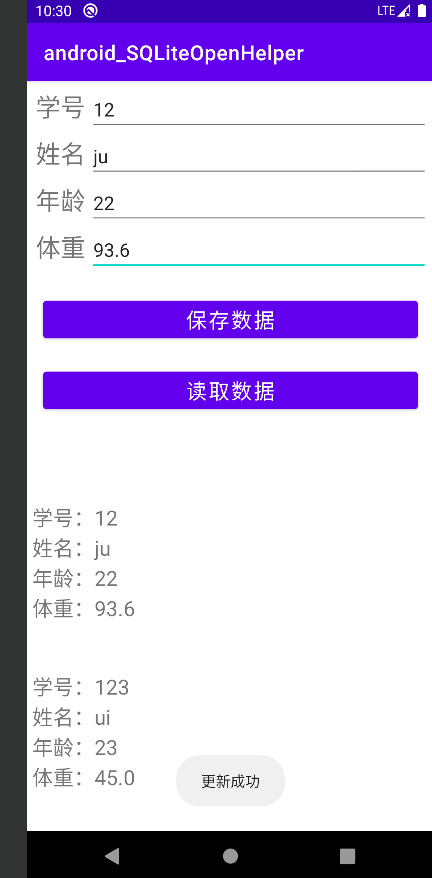 10:30 LTE
android_SQLiteOpenHelper
学号 12
姓名 ju
年龄 22
体重 93.6
保存数据
读取数据
学号：12
姓名：ju
年龄：22
体重：93.6
学号：123
姓名：ui
年龄：23
体重：45.0
更新成功